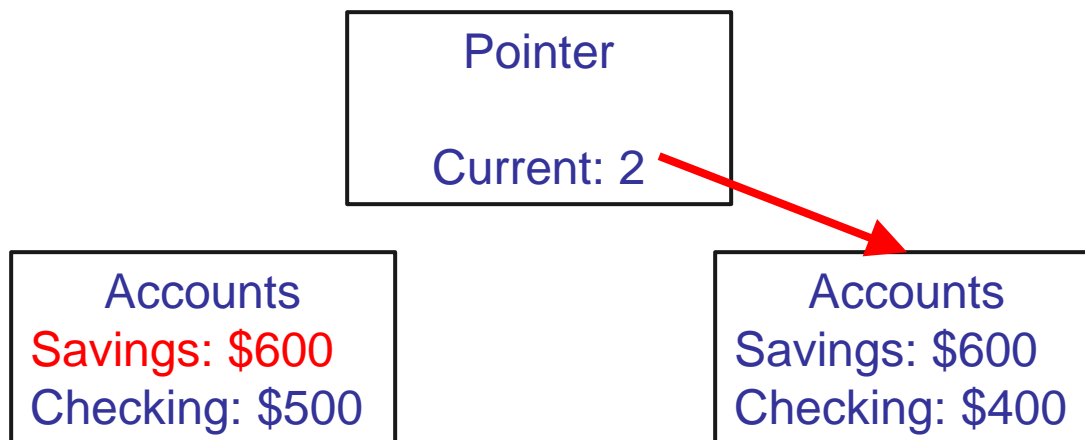 Pointer
Current: 2
Accounts
Savings: $600
Checking: $500
Accounts
Savings: $600
Checking: $400